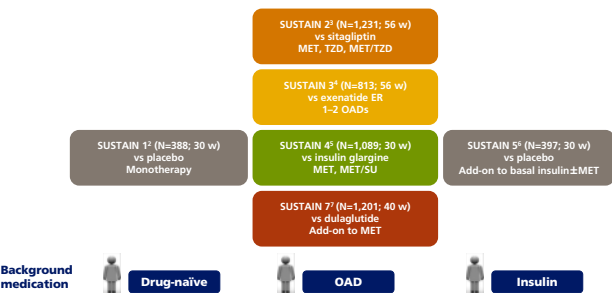 SUSTAIN 2³ (N=1,231; 56 w)
vs sitagliptin
MET, TZD, MET/TZD
SUSTAIN 3⁴ (N=813; 56 w)
vs exenatide ER
1–2 OADs
SUSTAIN 1² (N=388; 30 w)
vs placebo
Monotherapy
SUSTAIN 4⁵ (N=1,089; 30 w)
vs insulin glargine
MET, MET/SU
SUSTAIN 5⁶ (N=397; 30 w)
vs placebo
Add-on to basal insulin±MET
SUSTAIN 7⁷ (N=1,201; 40 w)
vs dulaglutide
Add-on to MET
Background
medication
Drug-naïve
OAD
Insulin